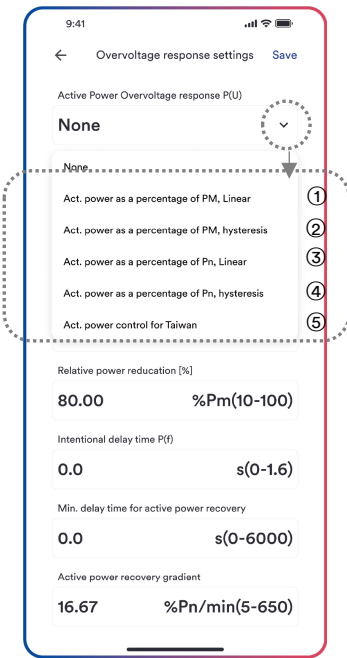 9:41
Overvoltage response settings Save
Active Power Overvoltage response P(U)
None
None
Act. power as a percentage of PM, Linear ①
Act. power as a percentage of PM, hysteresis ②
Act. power as a percentage of Pn, Linear ③
Act. power as a percentage of Pn, hysteresis ④
Act. power control for Taiwan ⑤
Relative power reducation [%]
80.00 %Pm(10-100)
Intentional delay time P(f)
0.0 s(0-1.6)
Min. delay time for active power recovery
0.0 s(0-6000)
Active power recovery gradient
16.67 %Pn/min(5-650)